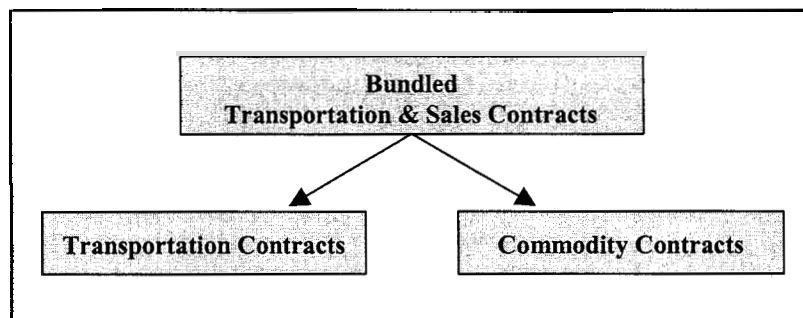 Bundled
Transportation & Sales Contracts
Transportation Contracts
Commodity Contracts